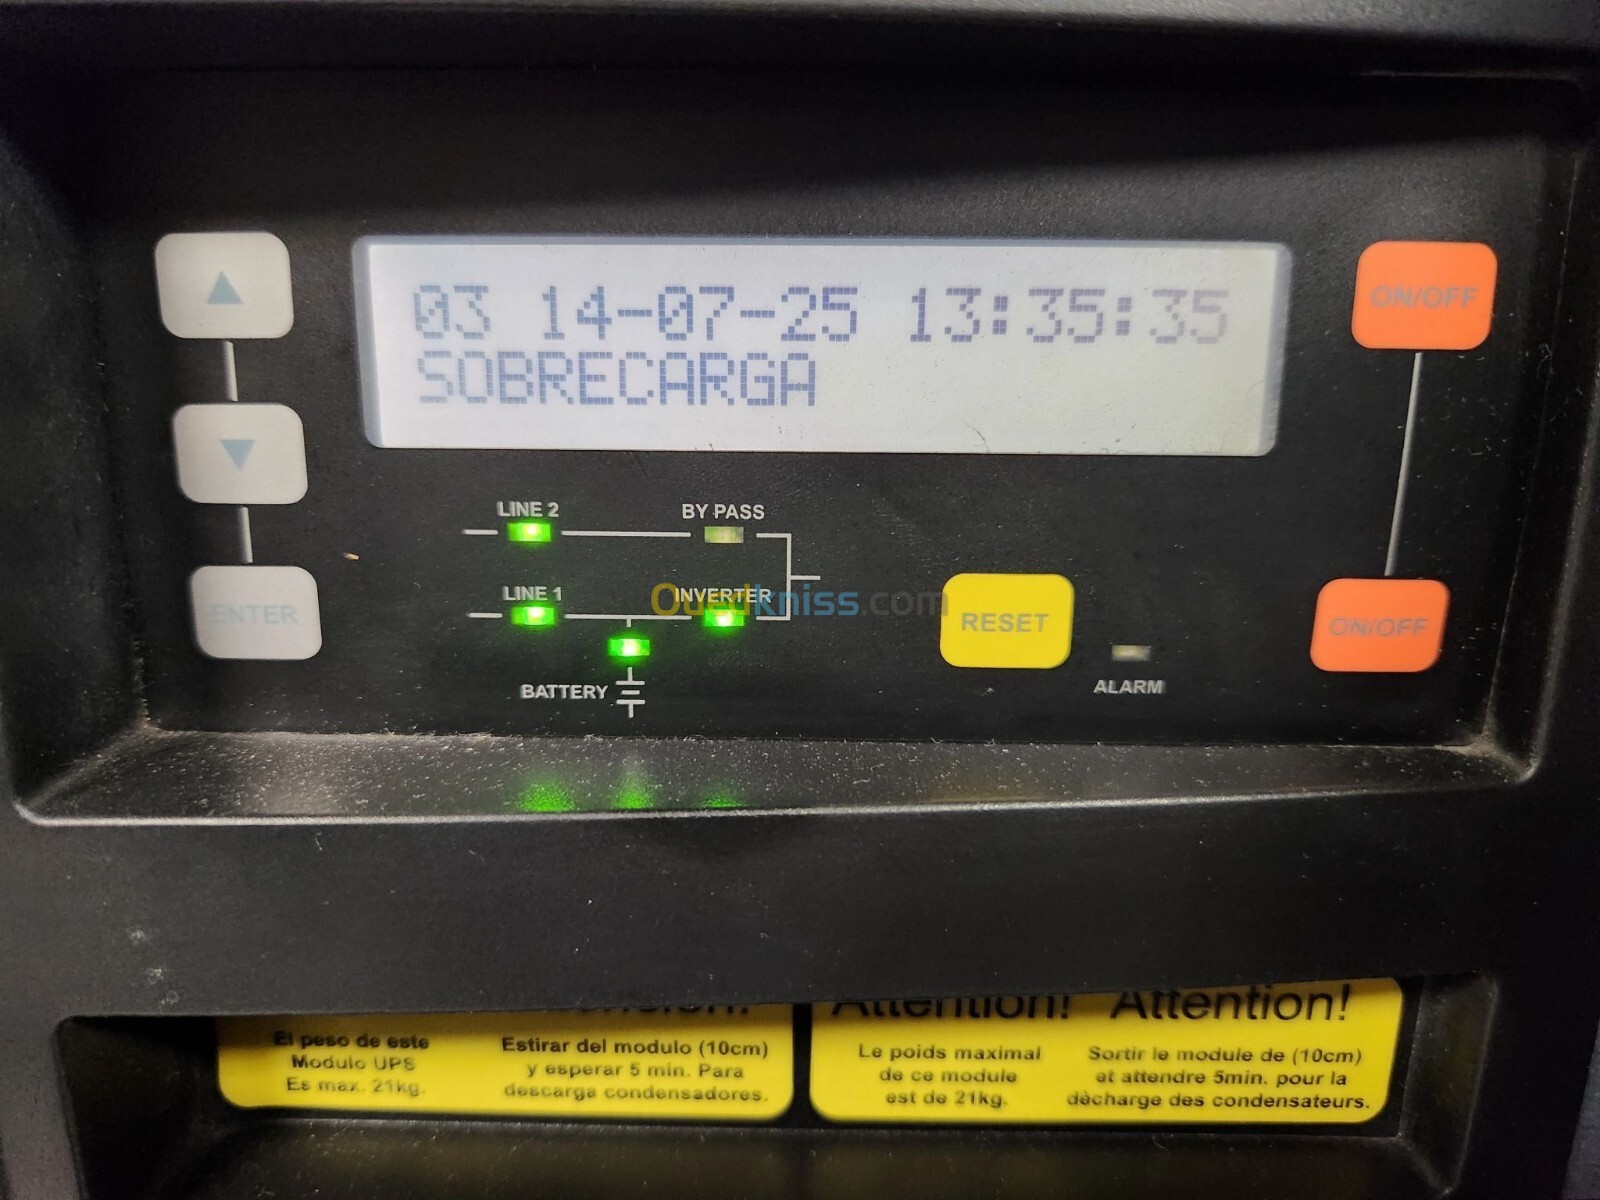 03 14-07-25 13:35:35
SOBRECARGA
ON/OFF
LINE 2
BY PASS
LINE 1
INVERTER
Ouedkniss.com
ENTER
RESET
ON/OFF
BATTERY
ALARM
El peso de este
Modulo UPS
Es max. 21kg.
Estirar del modulo (10cm)
y esperar 5 min. Para
descarga condensadores.
Attention! Attention!
Le poids maximal
de ce module
est de 21kg.
Sortir le module de (10cm)
et attendre 5min. pour la
dècharge des condensateurs.